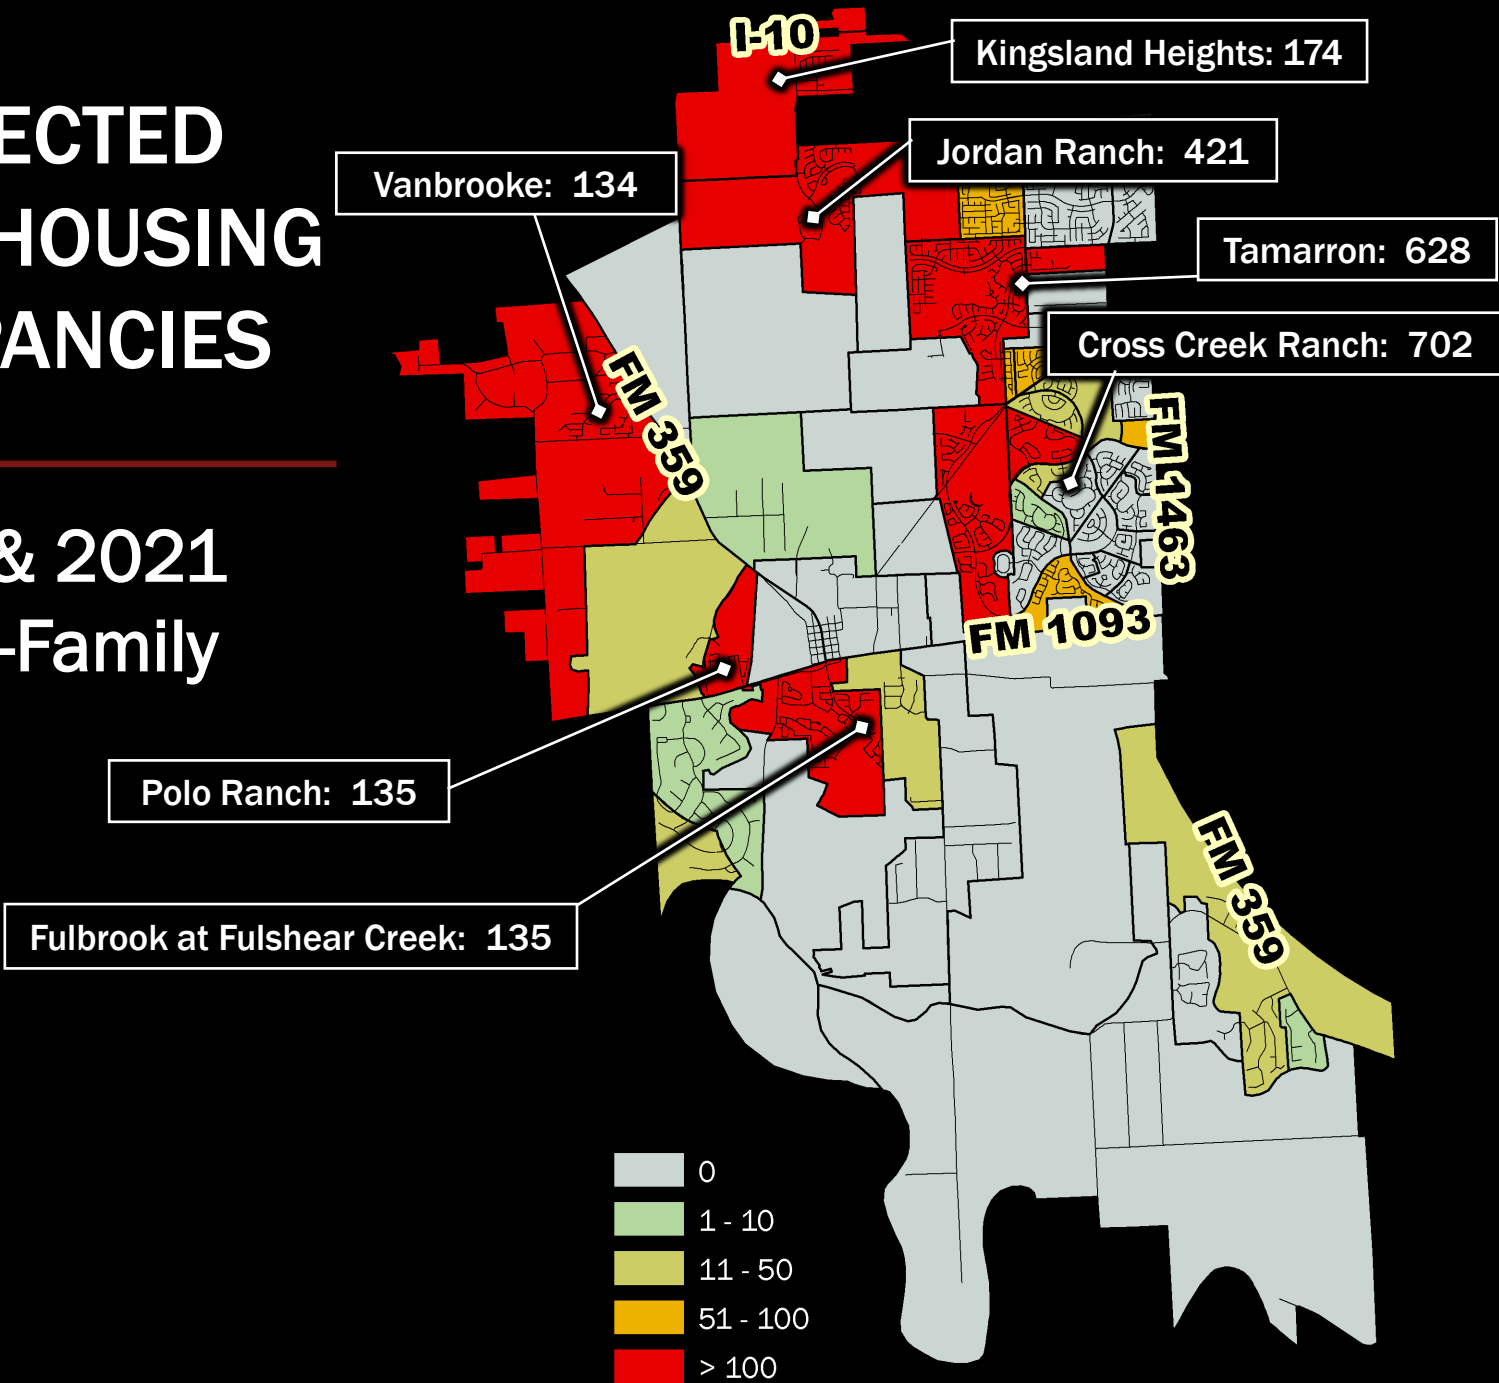 ECTED
HOUSING
PANCIES
& 2021
-Family
I-10
Kingsland Heights: 174
Jordan Ranch: 421
Vanbrooke: 134
Tamarron: 628
Cross Creek Ranch: 702
FM 359
FM 1463
FM 1093
Polo Ranch: 135
Fulbrook at Fulshear Creek: 135
FM 359
0
1 - 10
11 - 50
51 - 100
> 100